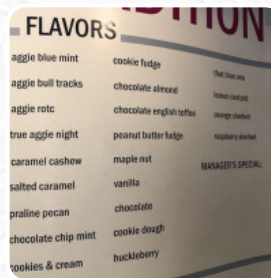 DITION
FLAVORS
aggie blue mint
aggie bull tracks
aggie rotc
true aggie night
caramel cashew
salted caramel
praline pecan
chocolate chip mint
cookies & cream
cookie fudge
chocolate almond
chocolate english toffee
peanut butter fudge
maple nut
vanilla
chocolate
cookie dough
huckleberry
lemon custard
orange sherbet
raspberry sherbet
MANAGER'S SPECIAL: